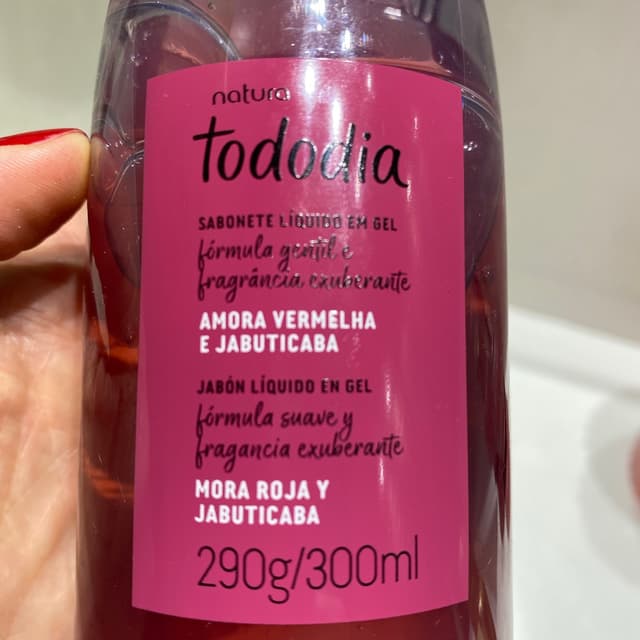 natura
tododia
SABONETE LÍQUIDO EM GEL
fórmula gentil e
fragrância exuberante
AMORA VERMELHA
E JABUTICABA
JABÓN LÍQUIDO EN GEL
fórmula suave y
fragancia exuberante
MORA ROJA Y
JABUTICABA
290g/300ml